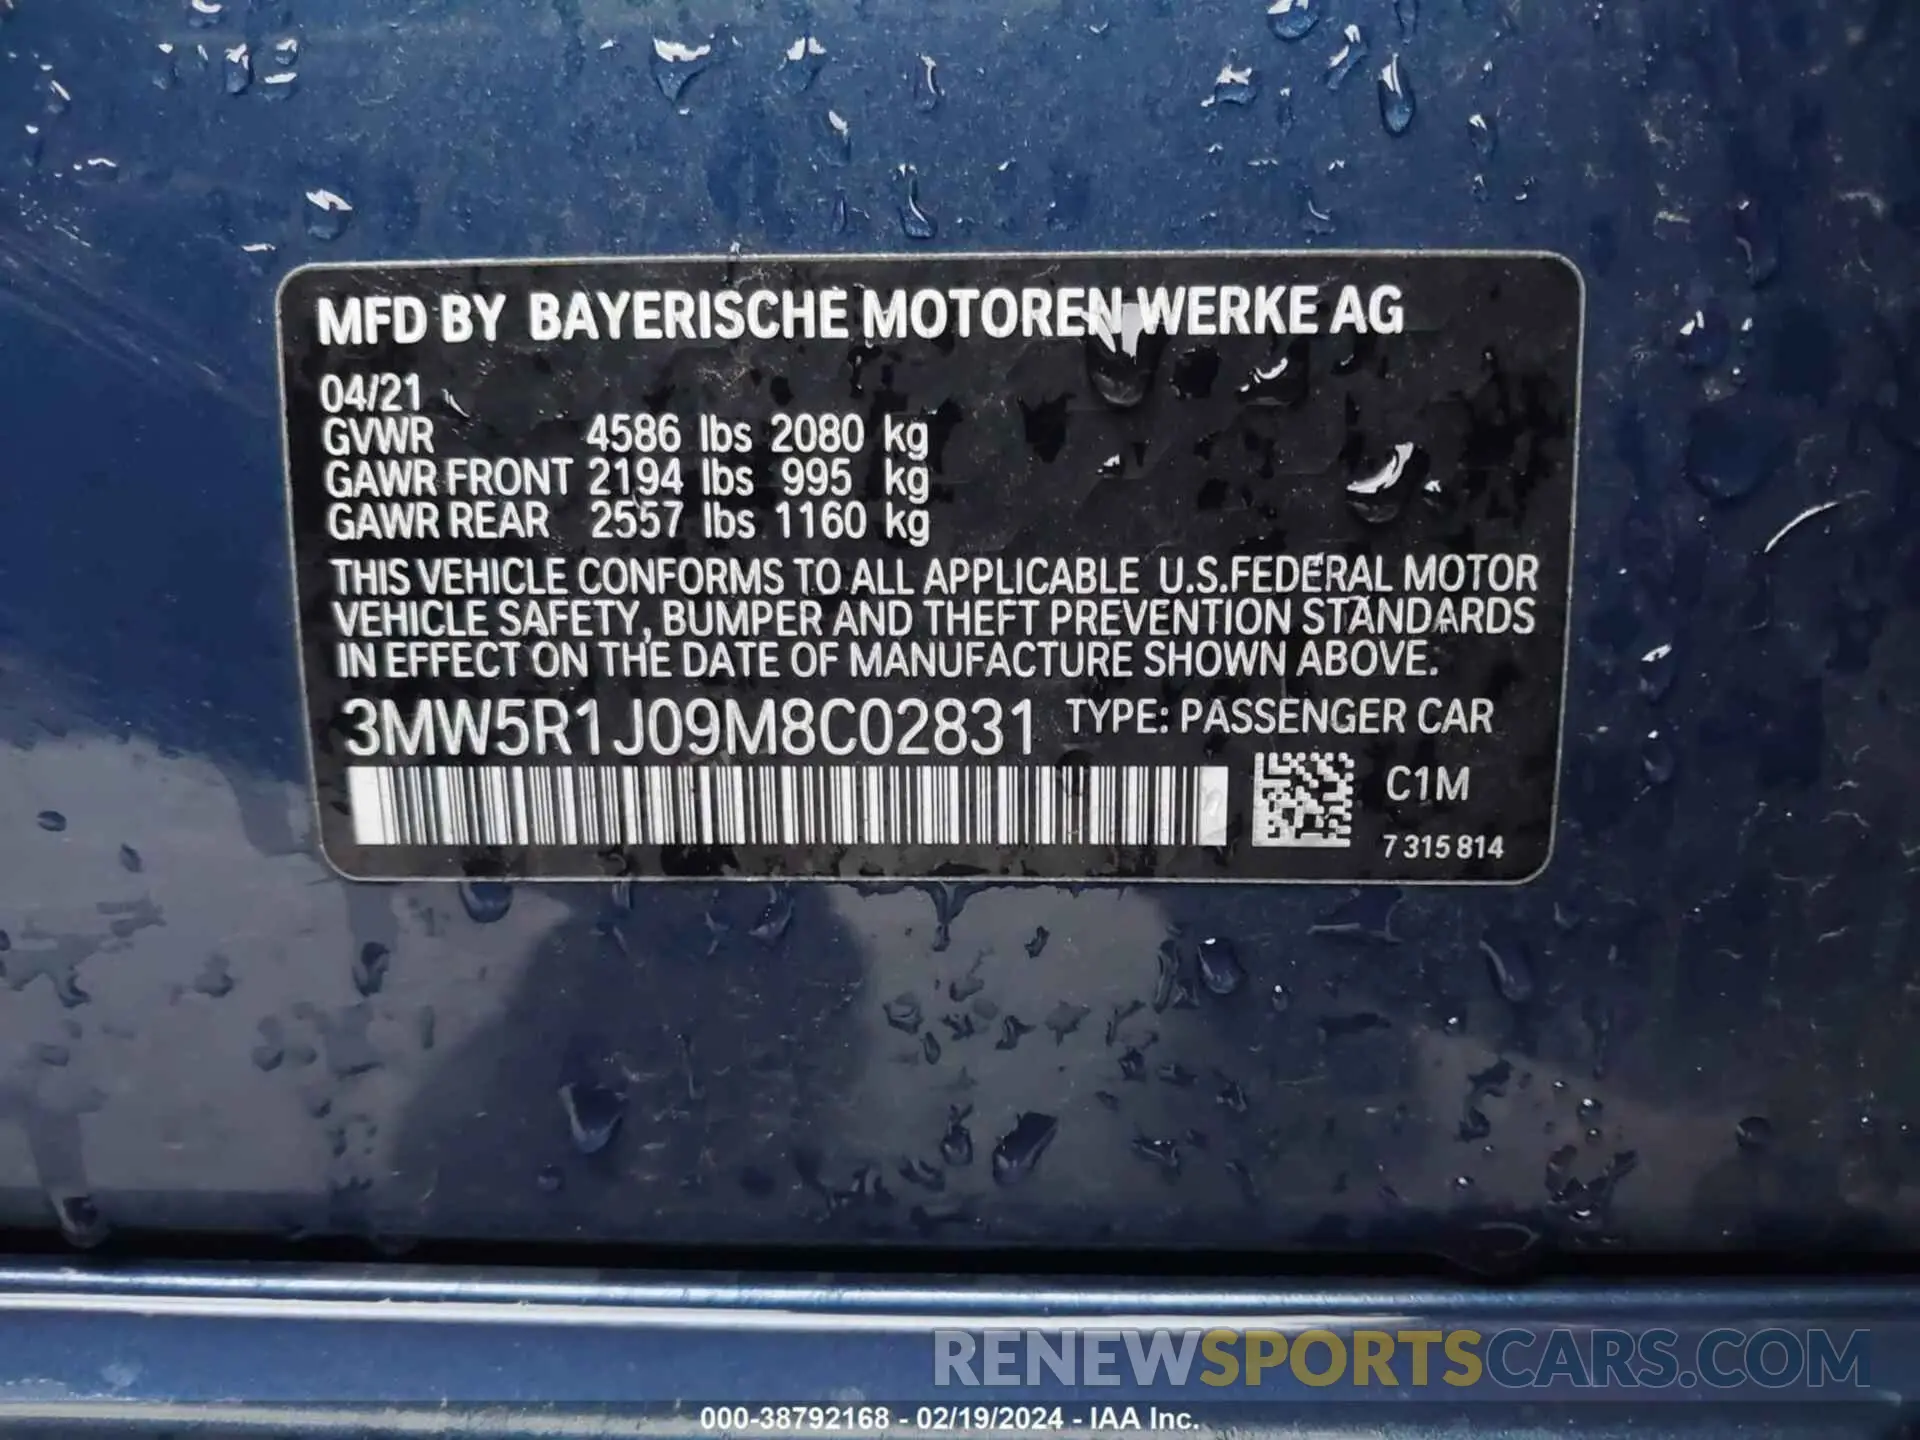 MFD BY BAYERISCHE MOTOREN WERKE AG
04/21
GVWR 4586 lbs 2080 kg
GAWR FRONT 2194 lbs 995 kg
GAWR REAR 2557 lbs 1160 kg
THIS VEHICLE CONFORMS TO ALL APPLICABLE U.S.FEDERAL MOTOR
VEHICLE SAFETY, BUMPER AND THEFT PREVENTION STANDARDS
IN EFFECT ON THE DATE OF MANUFACTURE SHOWN ABOVE.
3MW5R1J09M8C02831 TYPE: PASSENGER CAR
C1M
7 315 814
RENEWSPORTSCARS.COM
000-38792168 - 02/19/2024 - IAA Inc.